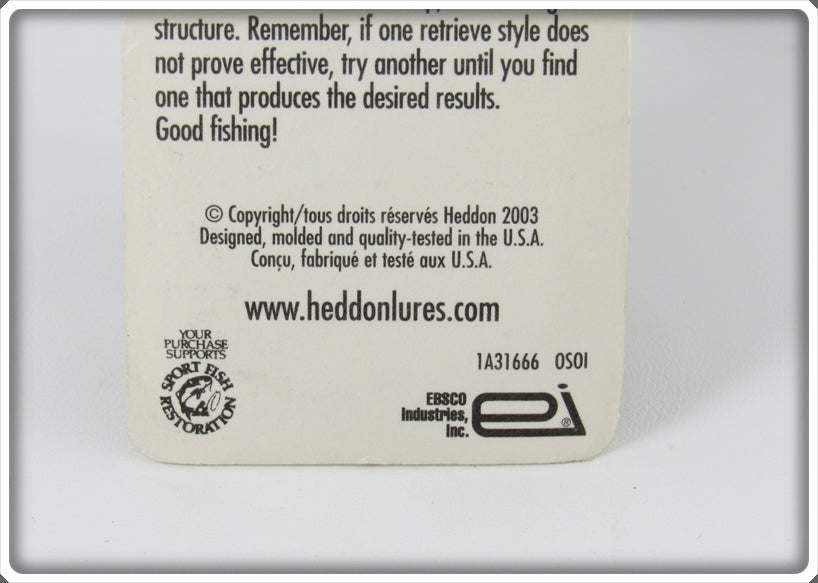 structure. Remember, if one retrieve style does
not prove effective, try another until you find
one that produces the desired results.
Good fishing!
© Copyright/tous droits réservés Heddon 2003
Designed, molded and quality-tested in the U.S.A.
Conçu, fabriqué et testé aux U.S.A.
www.heddonlures.com
YOUR
PURCHASE
SUPPORTS
SPORT FISH
RESTORATION
1A31666 OSOI
EBSCO
Industries,
Inc.
ei ®